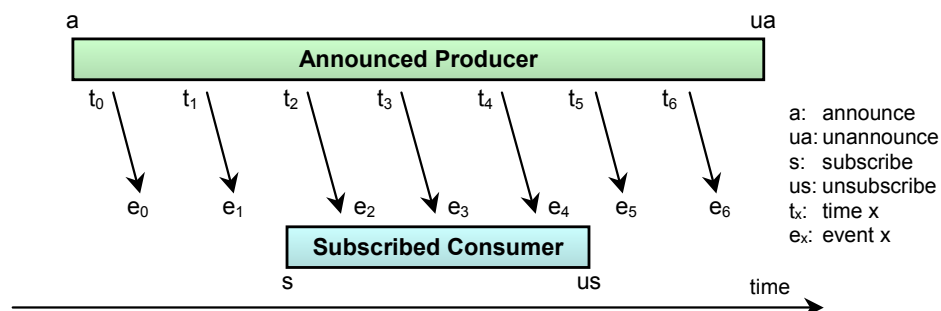 a ua
Announced Producer
t0 t1 t2 t3 t4 t5 t6
a: announce
ua: unannounce
s: subscribe
us: unsubscribe
tx: time x
ex: event x
e0 e1 e2 e3 e4 e5 e6
Subscribed Consumer
s us time